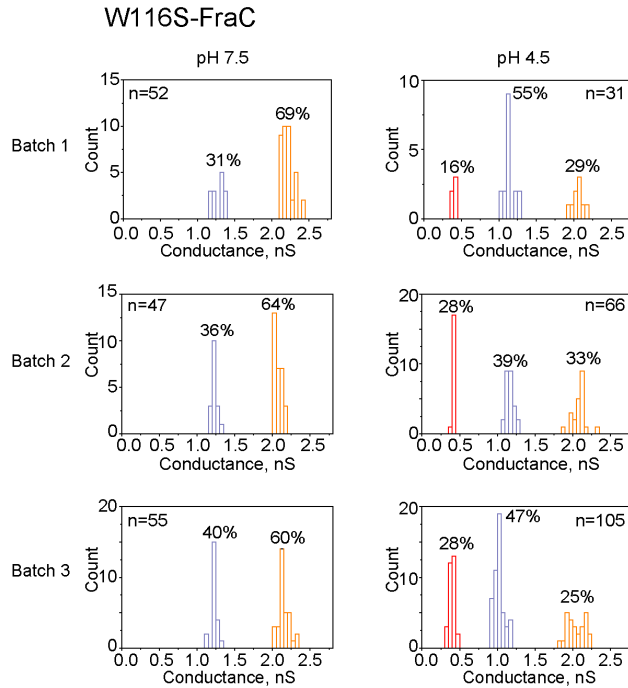 W116S-FraC
pH 7.5
pH 4.5
Batch 1
Count
15
10
5
0
n=52
31%
69%
0.0 0.5 1.0 1.5 2.0 2.5
Conductance, nS
Count
10
5
0
n=31
16%
55%
29%
0.0 0.5 1.0 1.5 2.0 2.5
Conductance, nS
Batch 2
Count
15
10
5
0
n=47
36%
64%
0.0 0.5 1.0 1.5 2.0 2.5
Conductance, nS
Count
20
10
0
n=66
28%
39%
33%
0.0 0.5 1.0 1.5 2.0 2.5
Conductance, nS
Batch 3
Count
20
10
0
n=55
40%
60%
0.0 0.5 1.0 1.5 2.0 2.5
Conductance, nS
Count
20
10
0
n=105
28%
47%
25%
0.0 0.5 1.0 1.5 2.0 2.5
Conductance, nS